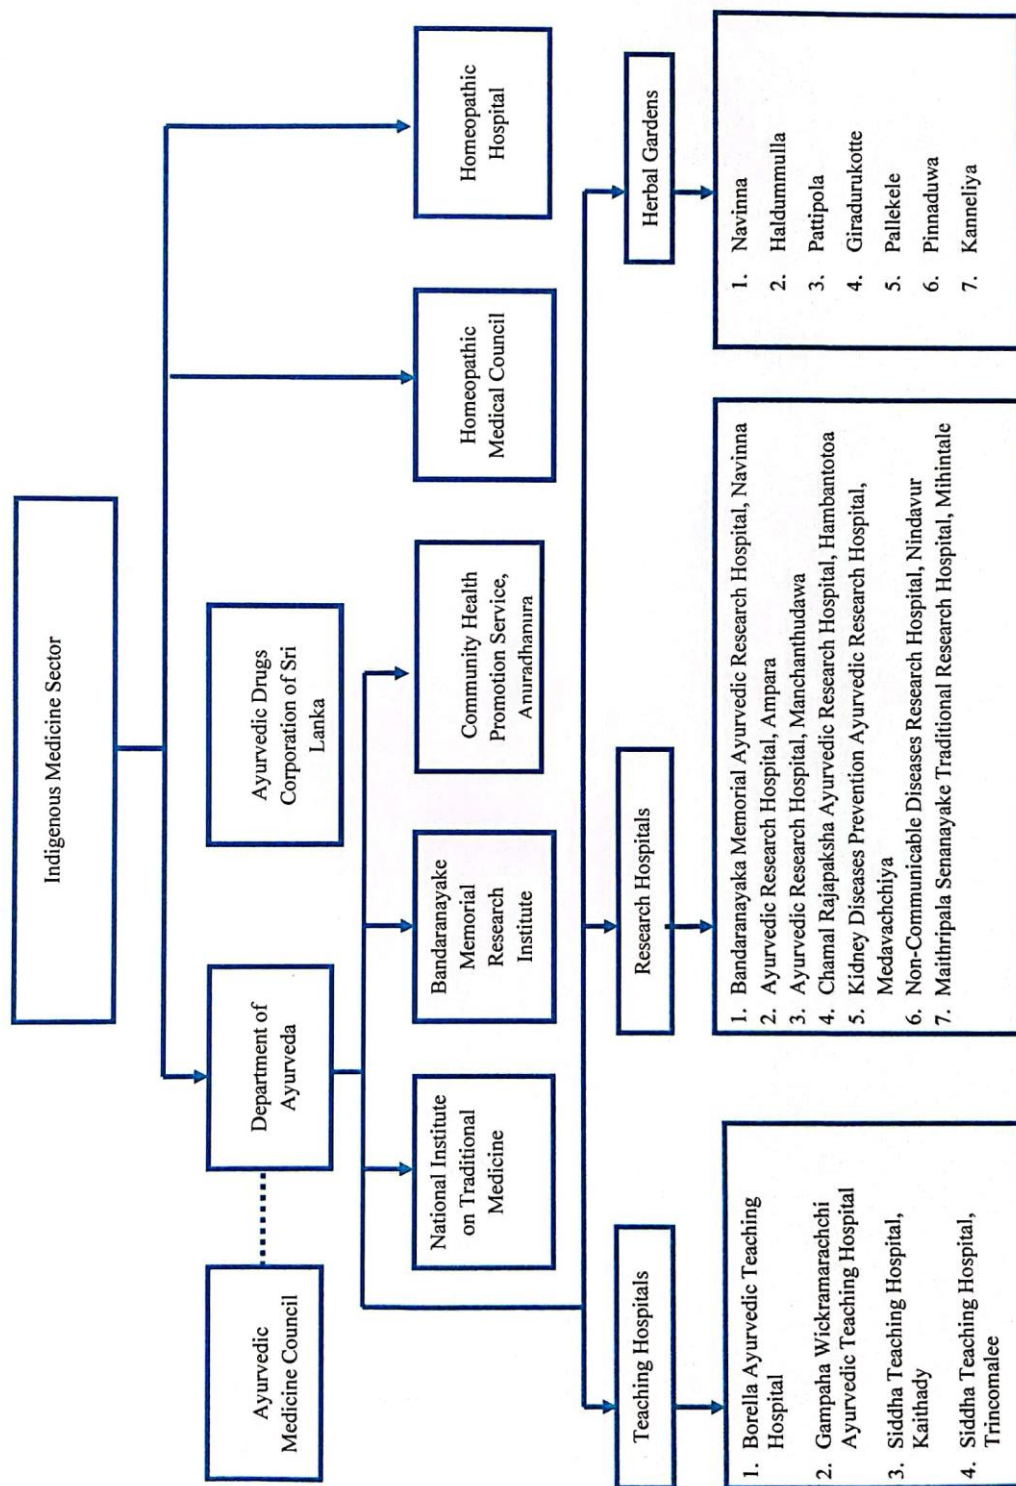 Indigenous Medicine Sector
Ayurvedic
Medicine Council
Department of
Ayurveda
Ayurvedic Drugs
Corporation of Sri
Lanka
National Institute
on Traditional
Medicine
Bandaranayake
Memorial
Research
Institute
Community Health
Promotion Service,
Anuradhanura
Homeopathic
Medical Council
Homeopathic
Hospital
Teaching Hospitals
Research Hospitals
Herbal Gardens
1. Borella Ayurvedic Teaching
Hospital
2. Gampaha Wickramarachchi
Ayurvedic Teaching Hospital
3. Siddha Teaching Hospital,
Kaithady
4. Siddha Teaching Hospital,
Trincomalee
1. Bandaranayaka Memorial Ayurvedic Research Hospital, Navinna
2. Ayurvedic Research Hospital, Ampara
3. Ayurvedic Research Hospital, Manchanthudawa
4. Chamal Rajapaksha Ayurvedic Research Hospital, Hambantotoa
5. Kidney Diseases Prevention Ayurvedic Research Hospital,
Medavachchiya
6. Non-Communicable Diseases Research Hospital, Nindavur
7. Maithripala Senanayake Traditional Research Hospital, Mihintale
1. Navinna
2. Haldummulla
3. Pattipola
4. Giradurukotte
5. Pallekele
6. Pinnaduwa
7. Kanneliya